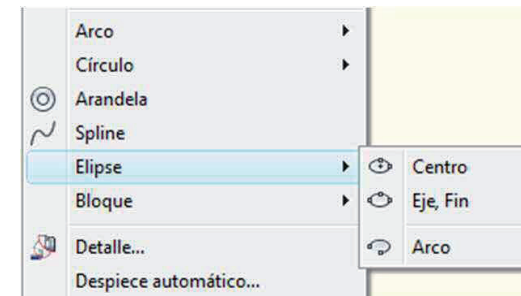 Arco
Círculo
Arandela
Spline
Elipse
Bloque
Detalle...
Despiece automático...
Centro
Eje, Fin
Arco